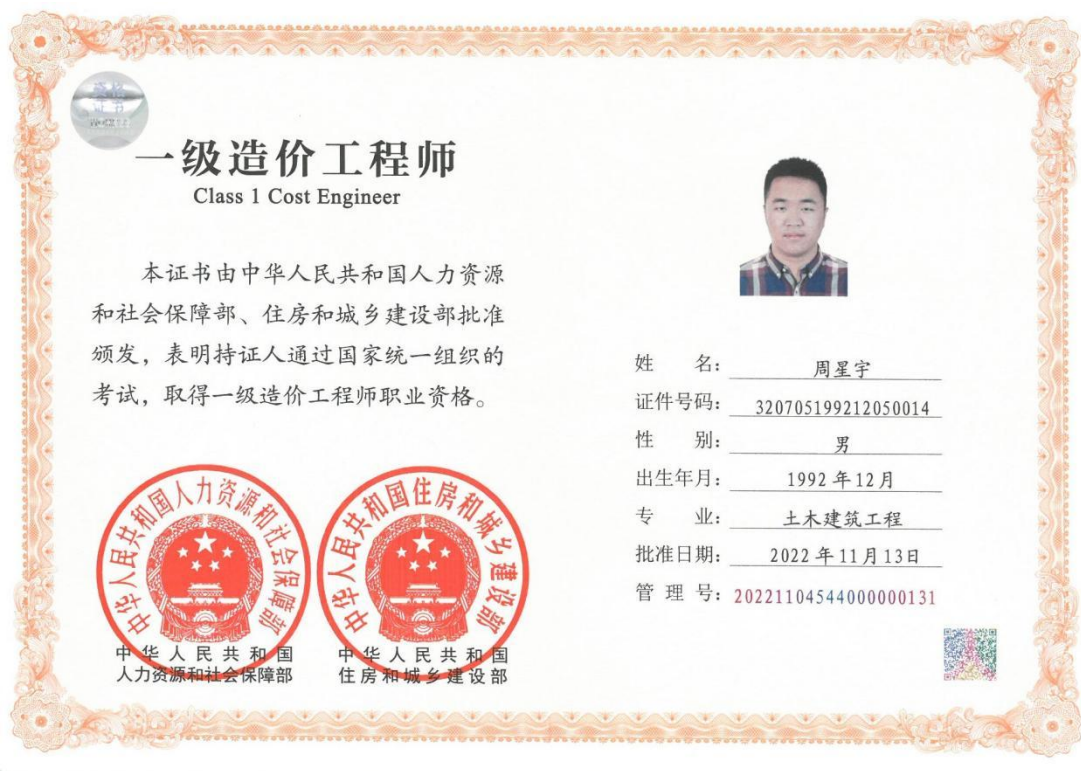 资格
证书
一级造价工程师
Class 1 Cost Engineer
本证书由中华人民共和国人力资源
和社会保障部、住房和城乡建设部批准
颁发，表明持证人通过国家统一组织的
考试，取得一级造价工程师职业资格。
中华人民共和国人力资源和社会保障部
中华人民共和国住房和城乡建设部
中华人民共和国
人力资源和社会保障部
中华人民共和国
住房和城乡建设部
姓 名：周星宇
证件号码：320705199212050014
性 别：男
出生年月：1992年12月
专 业：土木建筑工程
批准日期：2022年11月13日
管 理 号：20221104544000000131